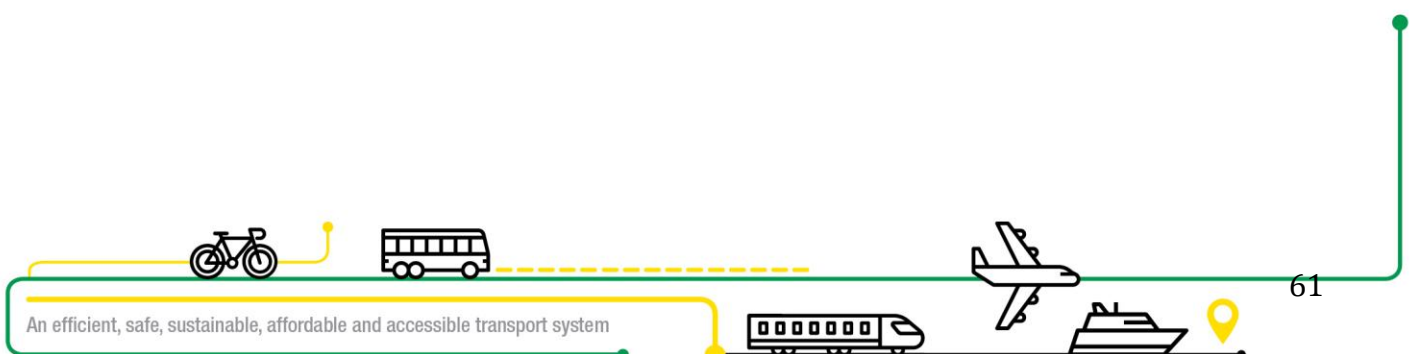 61
An efficient, safe, sustainable, affordable and accessible transport system